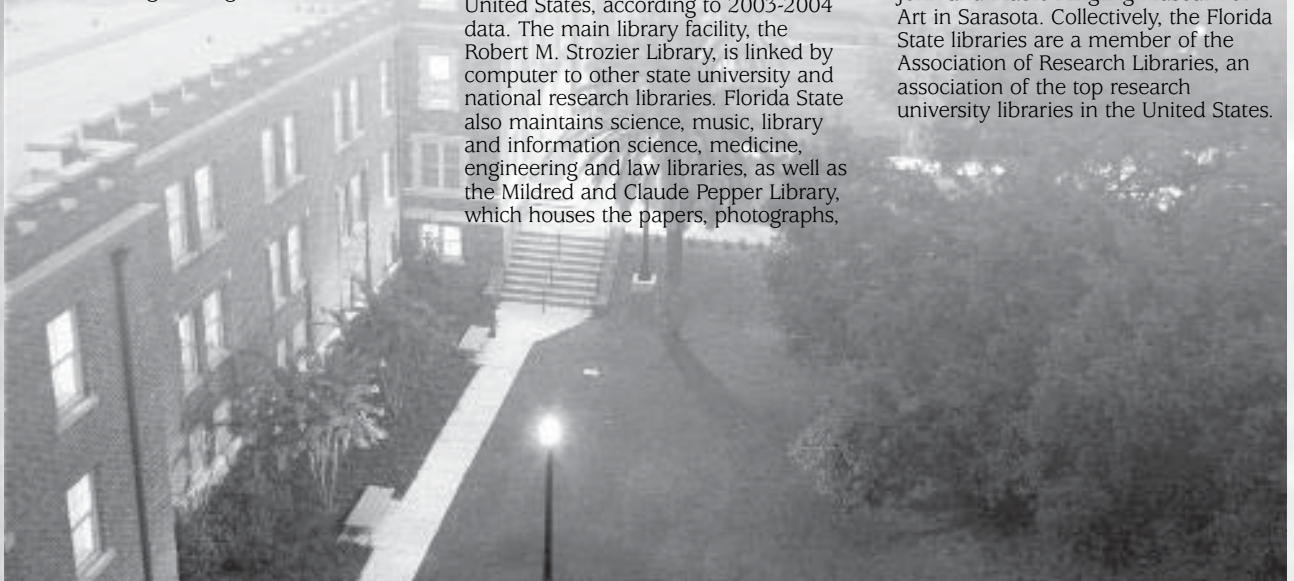 United States, according to 2003-2004
data. The main library facility, the
Robert M. Strozier Library, is linked by
computer to other state university and
national research libraries. Florida State
also maintains science, music, library
and information science, medicine,
engineering and law libraries, as well as
the Mildred and Claude Pepper Library,
which houses the papers, photographs,
Art in Sarasota. Collectively, the Florida
State libraries are a member of the
Association of Research Libraries, an
association of the top research
university libraries in the United States.